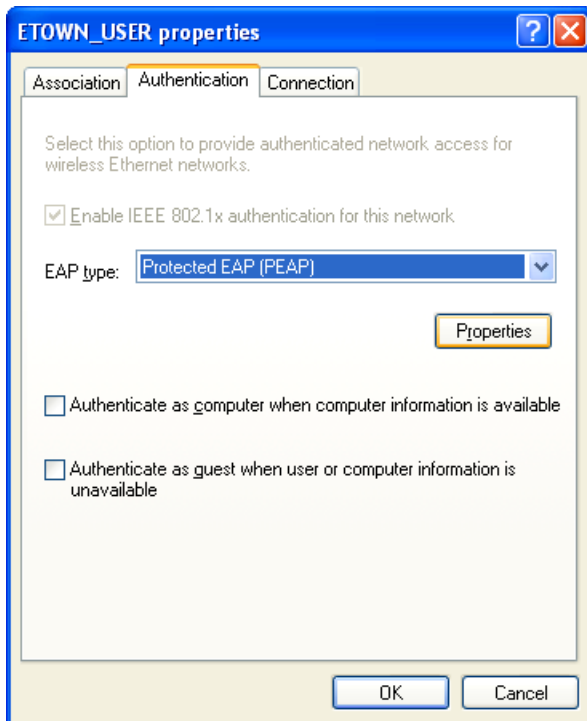 ETOWN_USER properties
Association Authentication Connection
Select this option to provide authenticated network access for
wireless Ethernet networks.
Enable IEEE 802.1x authentication for this network
EAP type: Protected EAP (PEAP)
Properties
Authenticate as computer when computer information is available
Authenticate as guest when user or computer information is
unavailable
OK Cancel